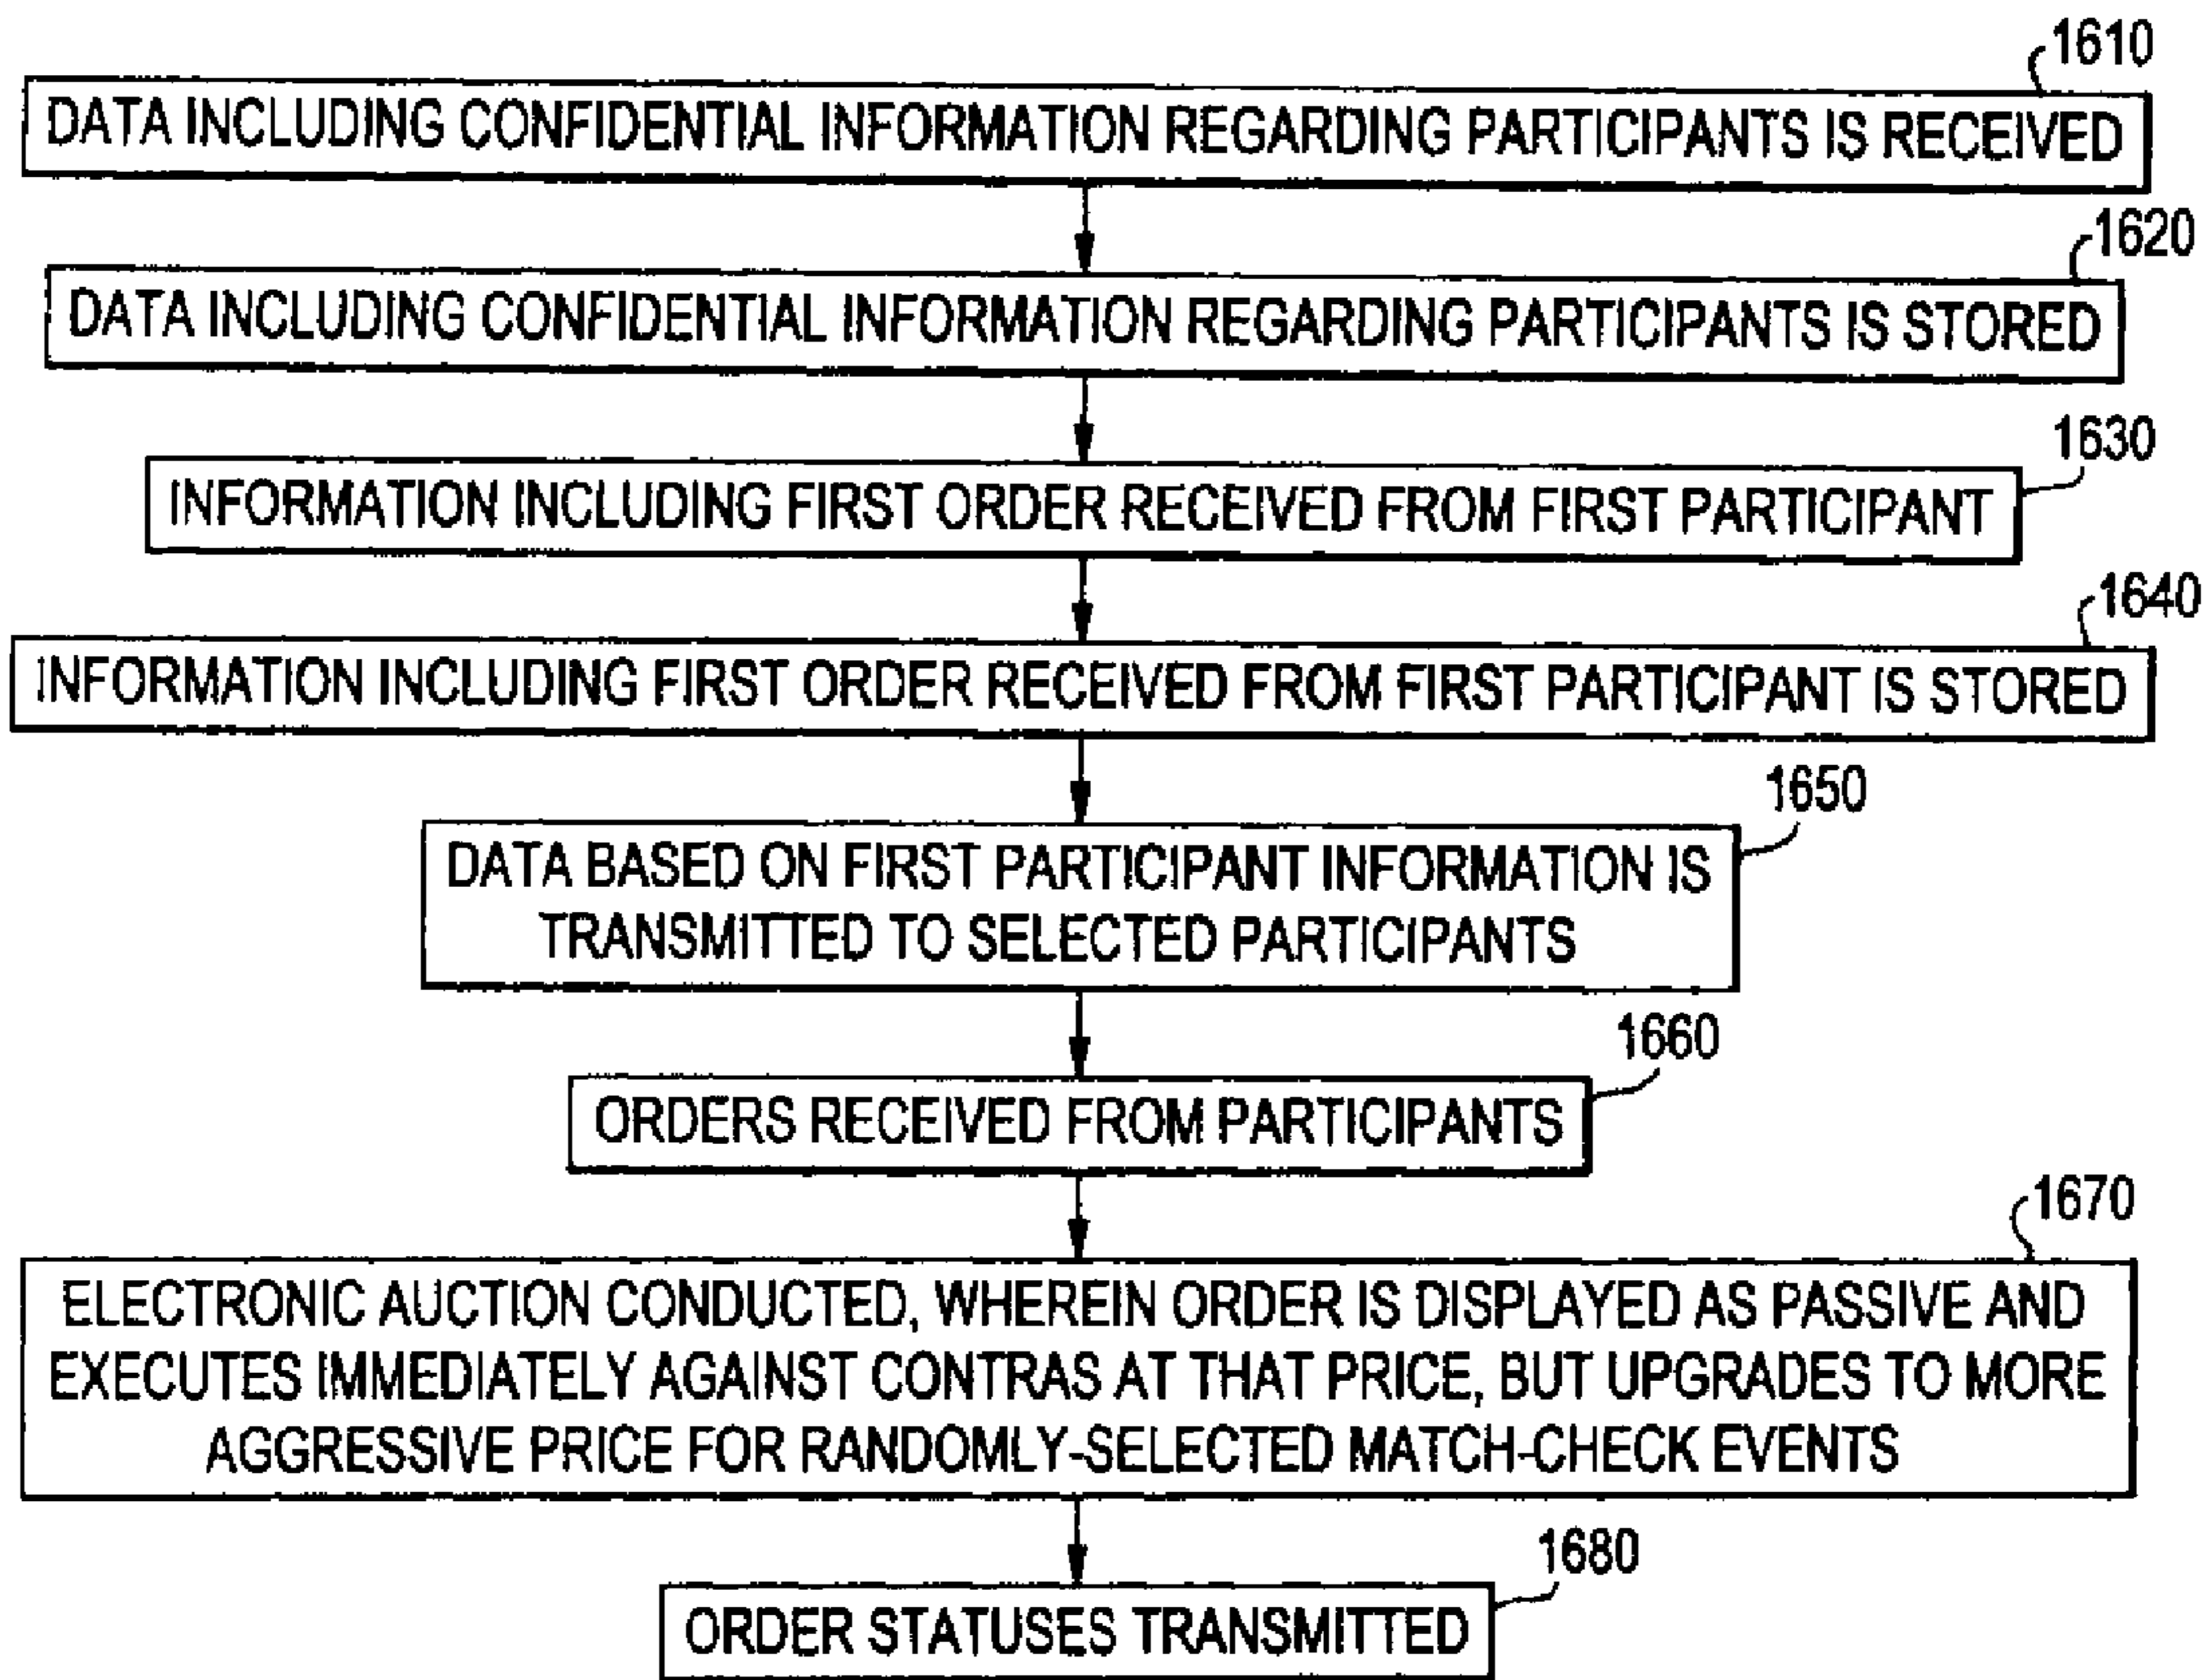 1610
DATA INCLUDING CONFIDENTIAL INFORMATION REGARDING PARTICIPANTS IS RECEIVED
1620
DATA INCLUDING CONFIDENTIAL INFORMATION REGARDING PARTICIPANTS IS STORED
1630
INFORMATION INCLUDING FIRST ORDER RECEIVED FROM FIRST PARTICIPANT
1640
INFORMATION INCLUDING FIRST ORDER RECEIVED FROM FIRST PARTICIPANT IS STORED
1650
DATA BASED ON FIRST PARTICIPANT INFORMATION IS
TRANSMITTED TO SELECTED PARTICIPANTS
1660
ORDERS RECEIVED FROM PARTICIPANTS
1670
ELECTRONIC AUCTION CONDUCTED, WHEREIN ORDER IS DISPLAYED AS PASSIVE AND
EXECUTES IMMEDIATELY AGAINST CONTRAS AT THAT PRICE, BUT UPGRADES TO MORE
AGGRESSIVE PRICE FOR RANDOMLY-SELECTED MATCH-CHECK EVENTS
1680
ORDER STATUSES TRANSMITTED